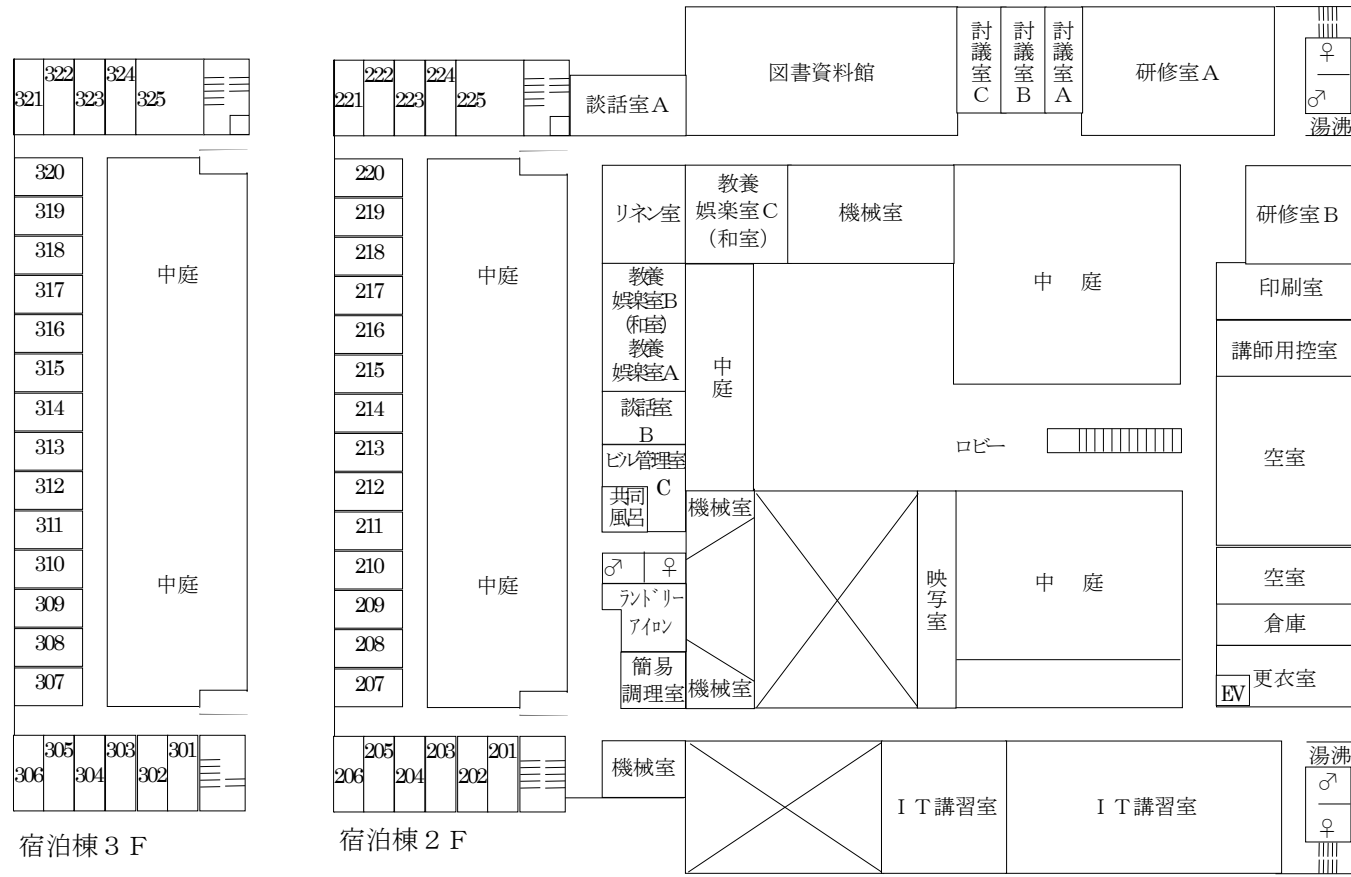 322
324
321
323
325
320
319
318
317
316
315
314
313
312
311
310
309
308
307
中庭
中庭
305
303
301
306
304
302
宿泊棟3F
222
224
221
223
225
220
219
218
217
216
215
214
213
212
211
210
209
208
207
中庭
中庭
205
203
201
206
204
202
宿泊棟2F
談話室A
図書資料館
討議室C
討議室B
討議室A
研修室A
♀
♂
湯沸
リネン室
教養
娯楽室C
(和室)
機械室
中 庭
研修室B
教養
娯楽室B
(和室)
教養
娯楽室A
中庭
印刷室
講師用控室
談話室
B
ロビー
空室
ビル管理室
C
共同
風呂
機械室
♂
♀
ランドリー
アイロン
映写室
中 庭
空室
倉庫
簡易
調理室
機械室
更衣室
EV
機械室
IT講習室
IT講習室
湯沸
♂
♀